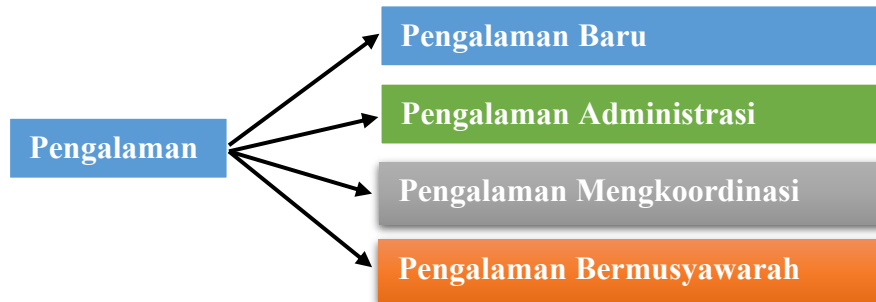 Pengalaman
Pengalaman Baru
Pengalaman Administrasi
Pengalaman Mengkoordinasi
Pengalaman Bermusyawarah